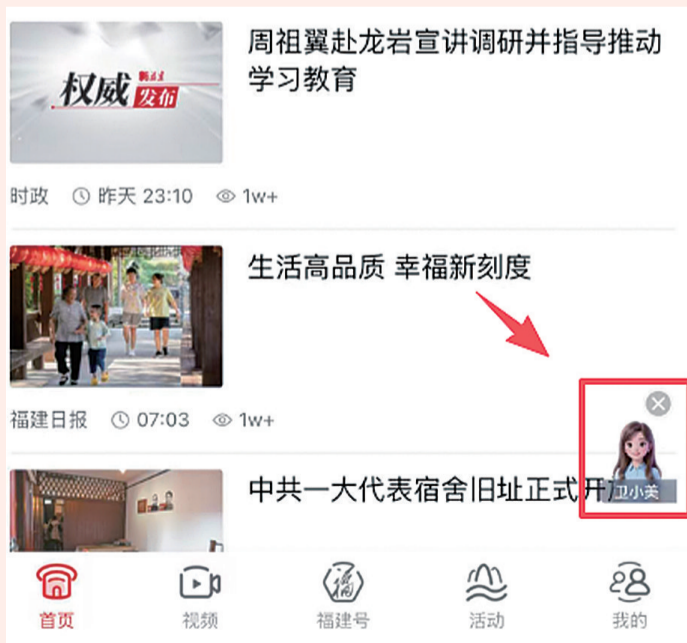 周祖翼赴龙岩宣讲调研并指导推动
学习教育
权威
新福建
发布
时政 昨天 23:10 1w+
生活高品质 幸福新刻度
福建日报 07:03 1w+
中共一大代表宿舍旧址正式开
卫小美
首页 视频 福建号 活动 我的